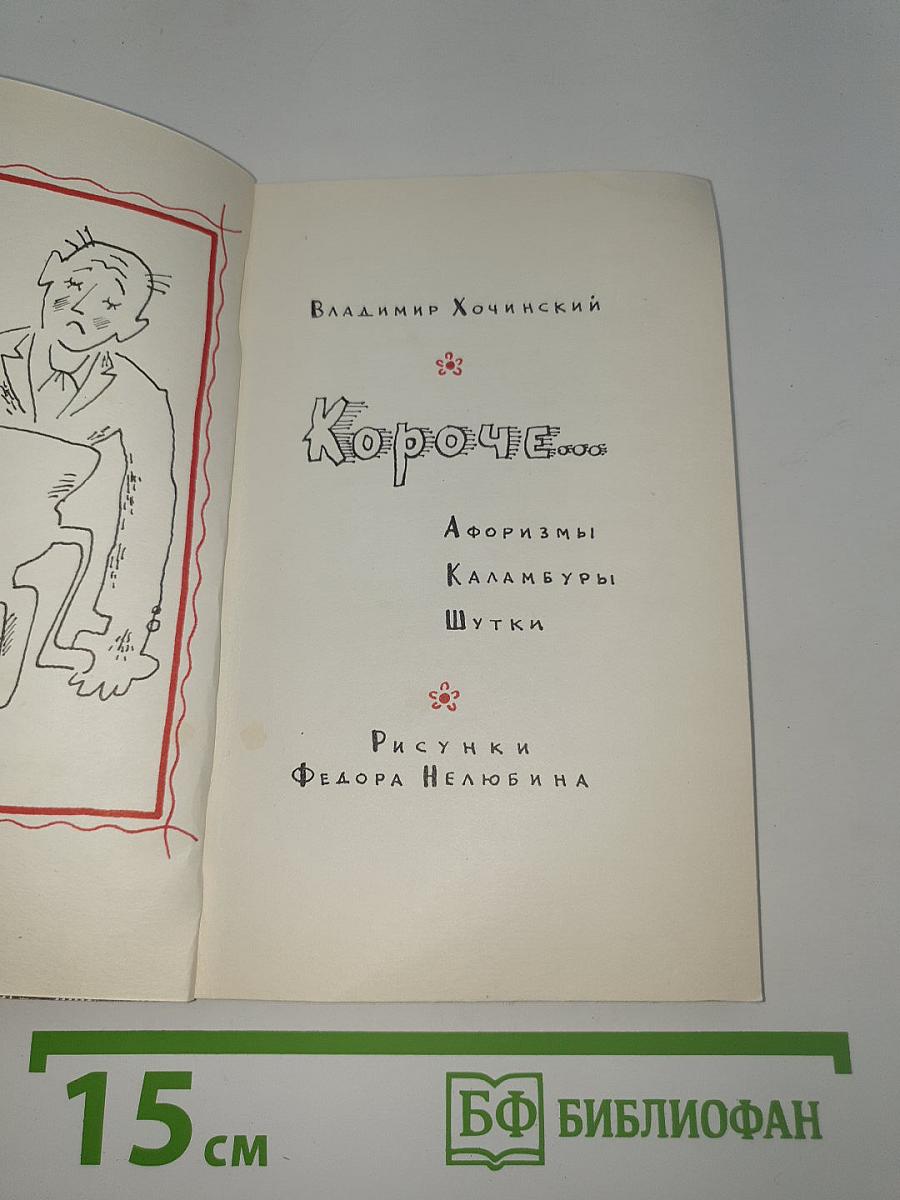 Владимир Хочинский
Короче...
Афоризмы
Каламбуры
Шутки
Рисунки
Федора Нелюбина
15 см
БФ БИБЛИОФАН